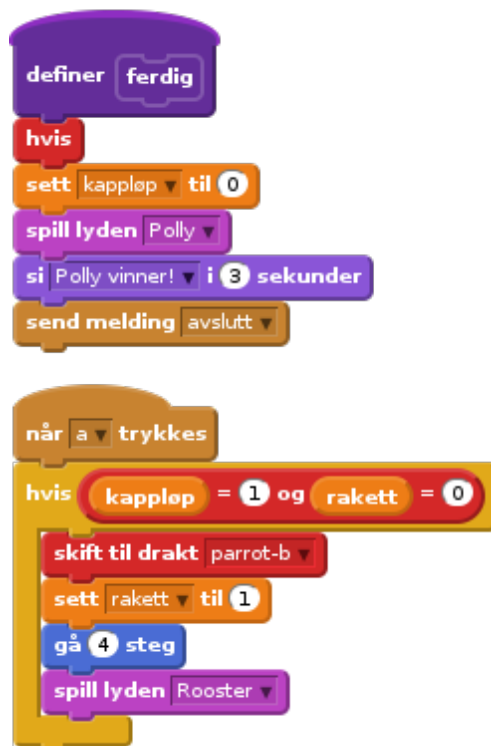 definer ferdig
hvis
sett kappløp til 0
spill lyden Polly
si Polly vinner! i 3 sekunder
send melding avslutt
når a trykkes
hvis kappløp = 1 og rakett = 0
skift til drakt parrot-b
sett rakett til 1
gå 4 steg
spill lyden Rooster